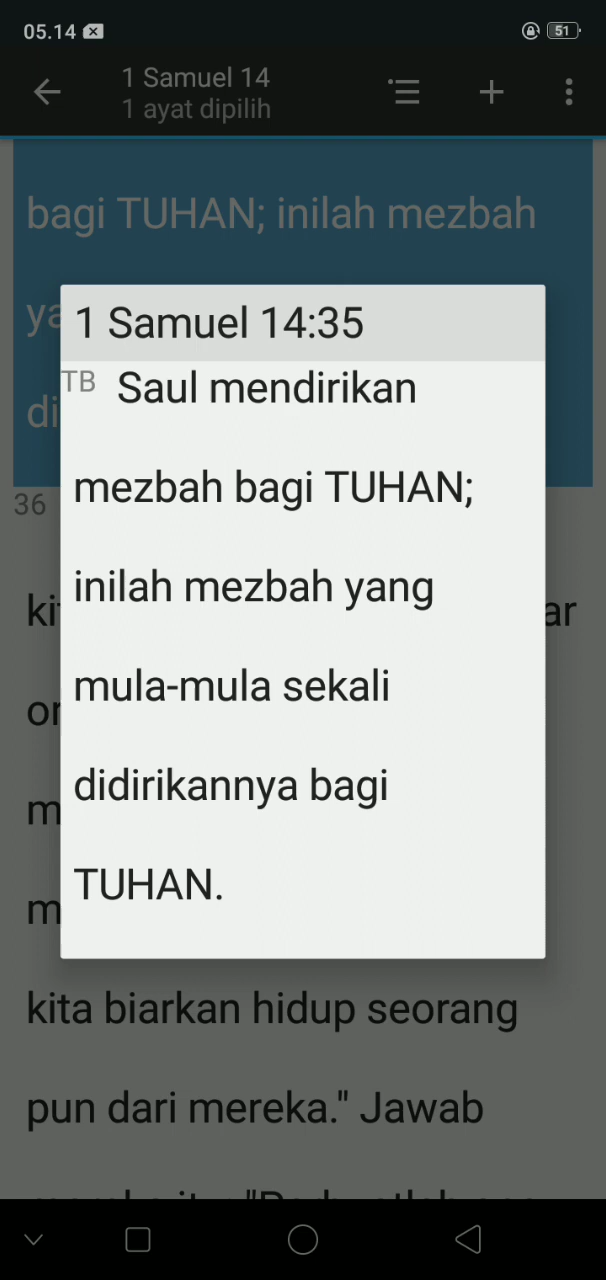 05.14
51
1 Samuel 14
1 ayat dipilih
bagi TUHAN; inilah mezbah
1 Samuel 14:35
TB Saul mendirikan
mezbah bagi TUHAN;
inilah mezbah yang
mula-mula sekali
didirikannya bagi
TUHAN.
36
kita biarkan hidup seorang
pun dari mereka." Jawab